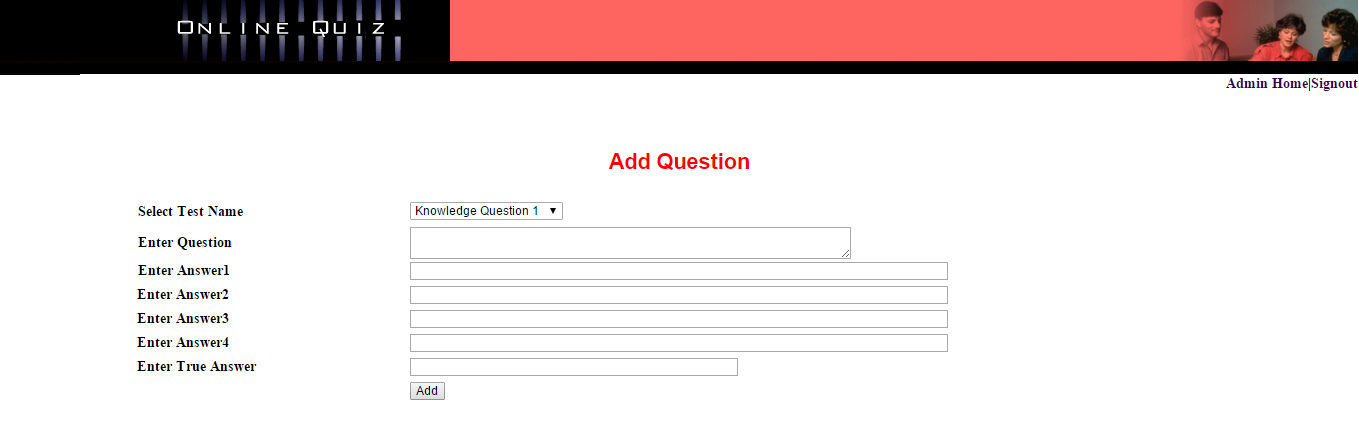 ONLINE QUIZ
Admin Home|Signout
Add Question
Select Test Name Knowledge Question 1
Enter Question
Enter Answer1
Enter Answer2
Enter Answer3
Enter Answer4
Enter True Answer
Add